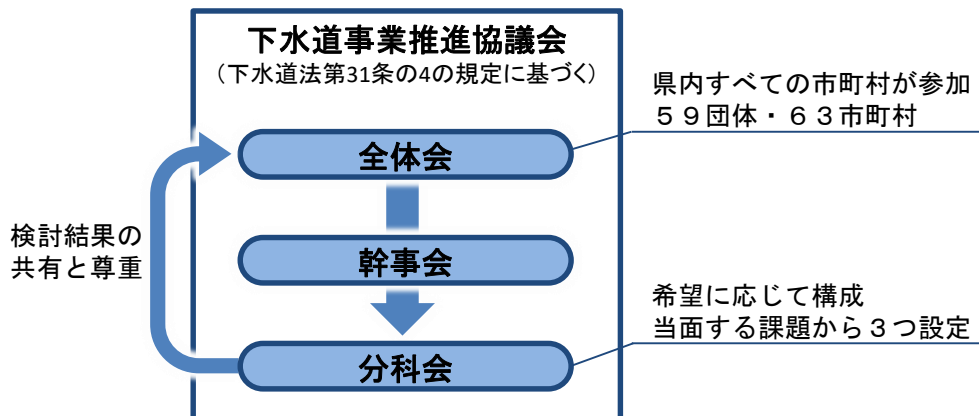 下水道事業推進協議会
(下水道法第31条の4の規定に基づく)
県内すべての市町村が参加
５９団体・６３市町村
全体会
検討結果の
共有と尊重
幹事会
希望に応じて構成
当面する課題から３つ設定
分科会